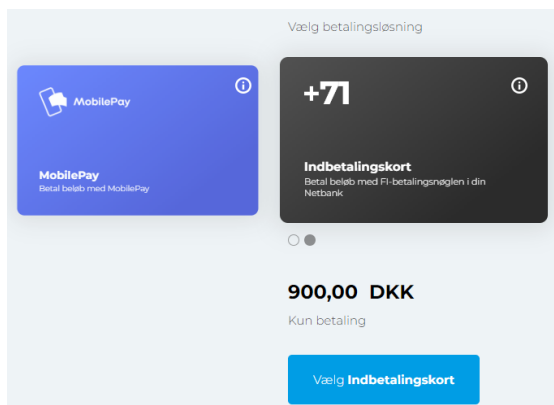 Vælg betalingsløsning
MobilePay
MobilePay
Betal beløb med MobilePay
+71
Indbetalingskort
Betal beløb med FI-betalingsnøglen i din
Netbank
900,00 DKK
Kun betaling
Vælg Indbetalingskort